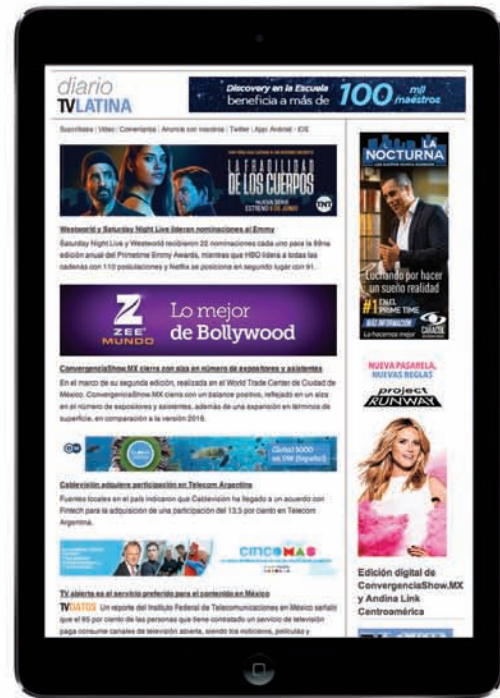 diario
TVLATINA
Discovery en la Escuela
beneficia a más de 100 mil
¡maestros
Suscríbase | Video | Comentarios | Anuncie con nosotros | Twitter | App: Android - iOS
LA FRAGILIDAD
DE LOS CUERPOS
NUEVA SERIE
ESTRENO 6 DE JUNIO
TNT
Westworld y Saturday Night Live lideran nominaciones al Emmy
Saturday Night Live y Westworld recibieron 22 nominaciones cada uno para la 69na
edición anual del Primetime Emmy Awards, mientras que HBO lidera a todas las
cadenas con 110 postulaciones y Netflix se posiciona en segundo lugar con 91.
Z
ZEE
MUNDO
Lo mejor
de Bollywood
ConvergenciaShow.MX cierra con alza en número de expositores y asistentes
En el marco de su segunda edición, realizada en el World Trade Center de Ciudad de
México, ConvergenciaShow.MX cierra con un balance positivo, reflejado en un alza
en el número de expositores y asistentes, además de una expansión en términos de
superficie, en comparación a la versión 2016.
DW
Global 3000
en DW (Español)
Cablevisión adquiere participación en Telecom Argentina
Fuentes locales en el país indicaron que Cablevisión ha llegado a un acuerdo con
Fintech para la adquisición de una participación del 13,5 por ciento en Telecom
Argentina.
CINCOMAS
TV abierta es el servicio preferido para el contenido en México
TVDATOS Un reporte del Instituto Federal de Telecomunicaciones en México señaló
que el 85 por ciento de las personas que tiene contratado un servicio de televisión
paga consume canales de televisión abierta, siendo los noticieros, películas y
LA
NOCTURNA
Luchando por hacer
un sueño realidad
#1 EN EL
PRIME TIME
MÁS INFORMACIÓN
La hacemos mejor
CARACOL
NUEVA PASARELA,
NUEVAS REGLAS
project
RUNWAY
Edición digital de
ConvergenciaShow.MX
y Andina Link
Centroamérica